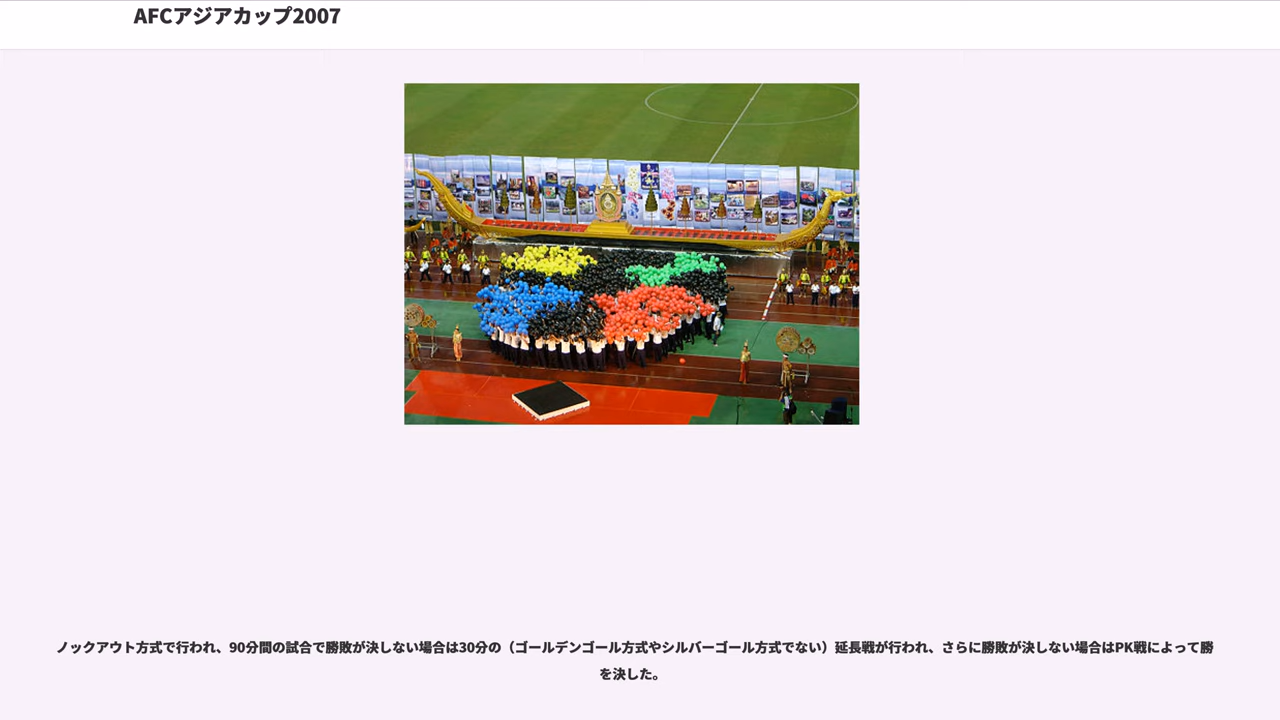 AFCアジアカップ2007
ノックアウト方式で行われ、90分間の試合で勝敗が決しない場合は30分の（ゴールデンゴール方式やシルバーゴール方式でない）延長戦が行われ、さらに勝敗が決しない場合はPK戦によって勝
を決した。